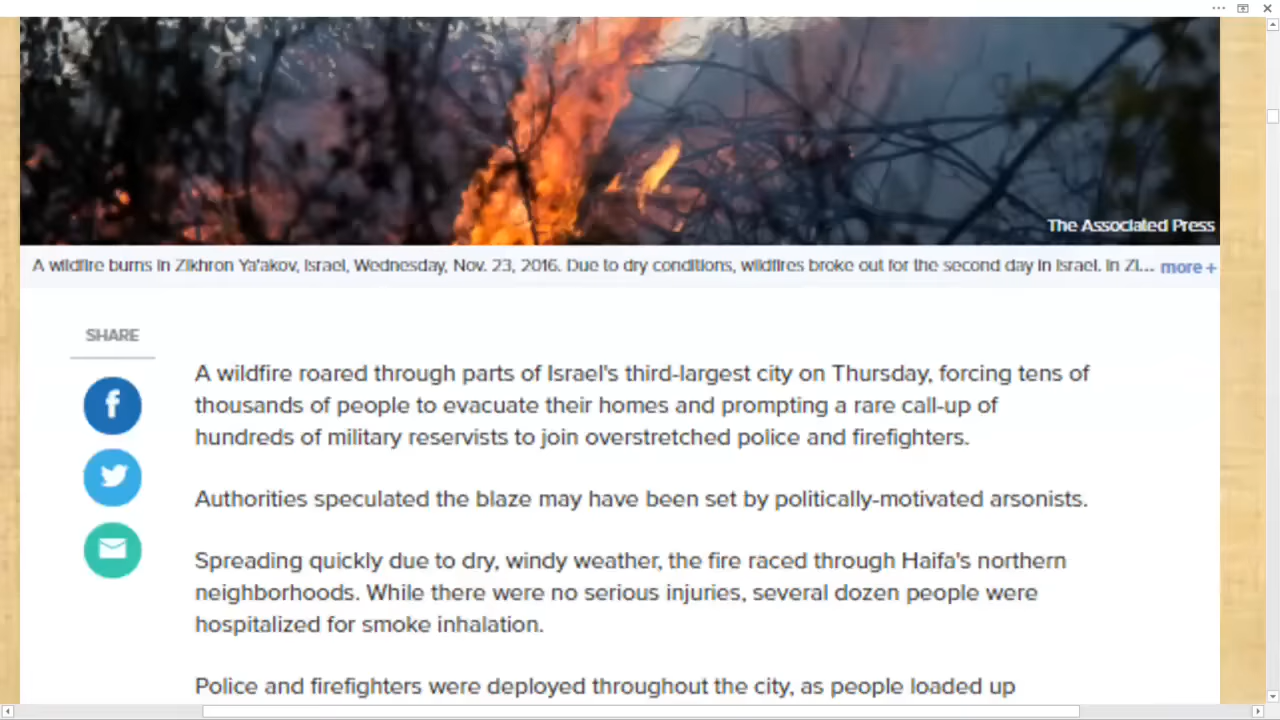 The Associated Press
A wildfire burns in Zikhron Ya'akov, Israel, Wednesday, Nov. 23, 2016. Due to dry conditions, wildfires broke out for the second day in Israel. In Zi... more +
SHARE
A wildfire roared through parts of Israel's third-largest city on Thursday, forcing tens of
thousands of people to evacuate their homes and prompting a rare call-up of
hundreds of military reservists to join overstretched police and firefighters.
Authorities speculated the blaze may have been set by politically-motivated arsonists.
Spreading quickly due to dry, windy weather, the fire raced through Haifa's northern
neighborhoods. While there were no serious injuries, several dozen people were
hospitalized for smoke inhalation.
Police and firefighters were deployed throughout the city, as people loaded up